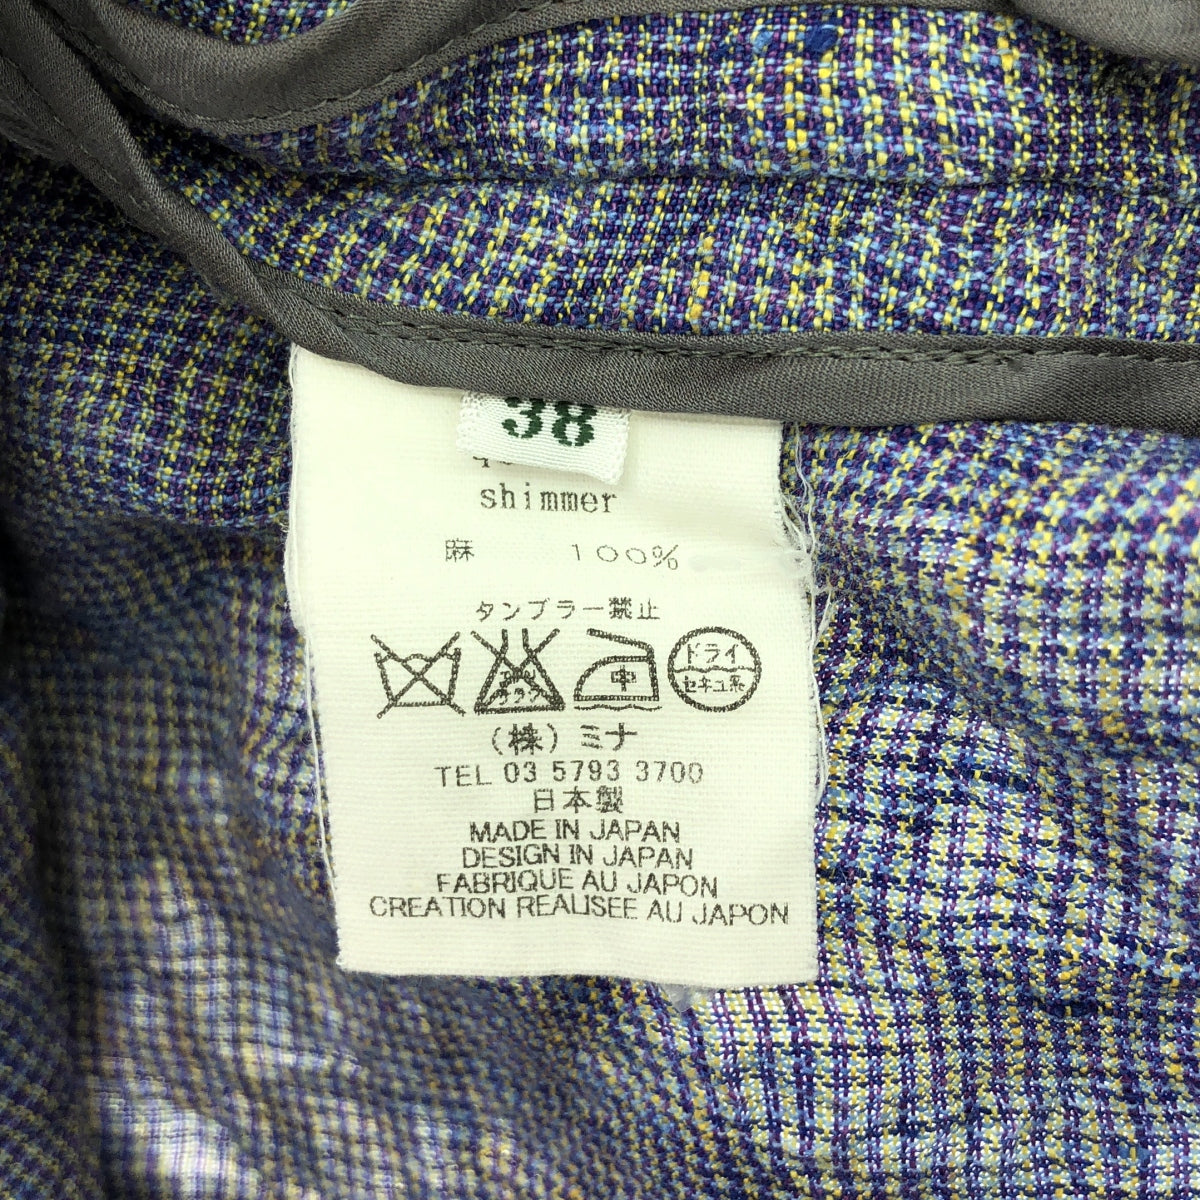 38
shimmer
麻 100%
タンブラー禁止
中
ドライ
セキユ系
(株)ミナ
TEL 03 5793 3700
日本製
MADE IN JAPAN
DESIGN IN JAPAN
FABRIQUE AU JAPON
CREATION REALISEE AU JAPON